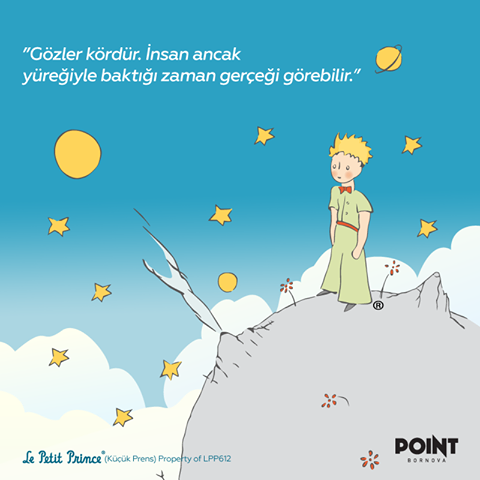 "Gözler kördür. İnsan ancak
yüreğiyle baktığı zaman gerçeği görebilir."
®
Le Petit Prince® (Küçük Prens) Property of LPP612
POINT
BORNOVA